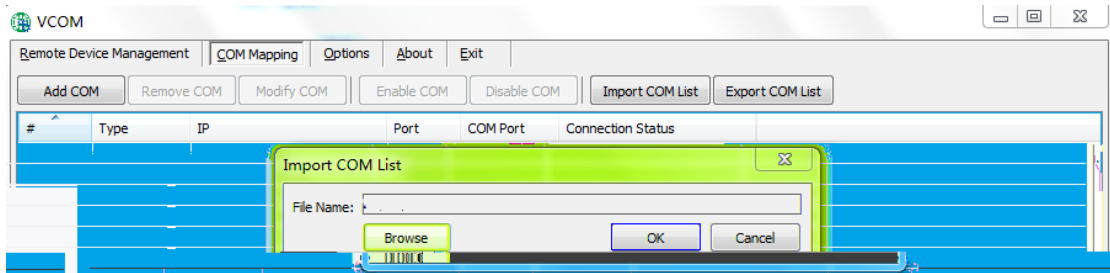 VCOM
Remote Device Management COM Mapping Options About Exit
Add COM Remove COM Modify COM Enable COM Disable COM Import COM List Export COM List
# Type IP Port COM Port Connection Status
Import COM List
File Name:
Browse OK Cancel